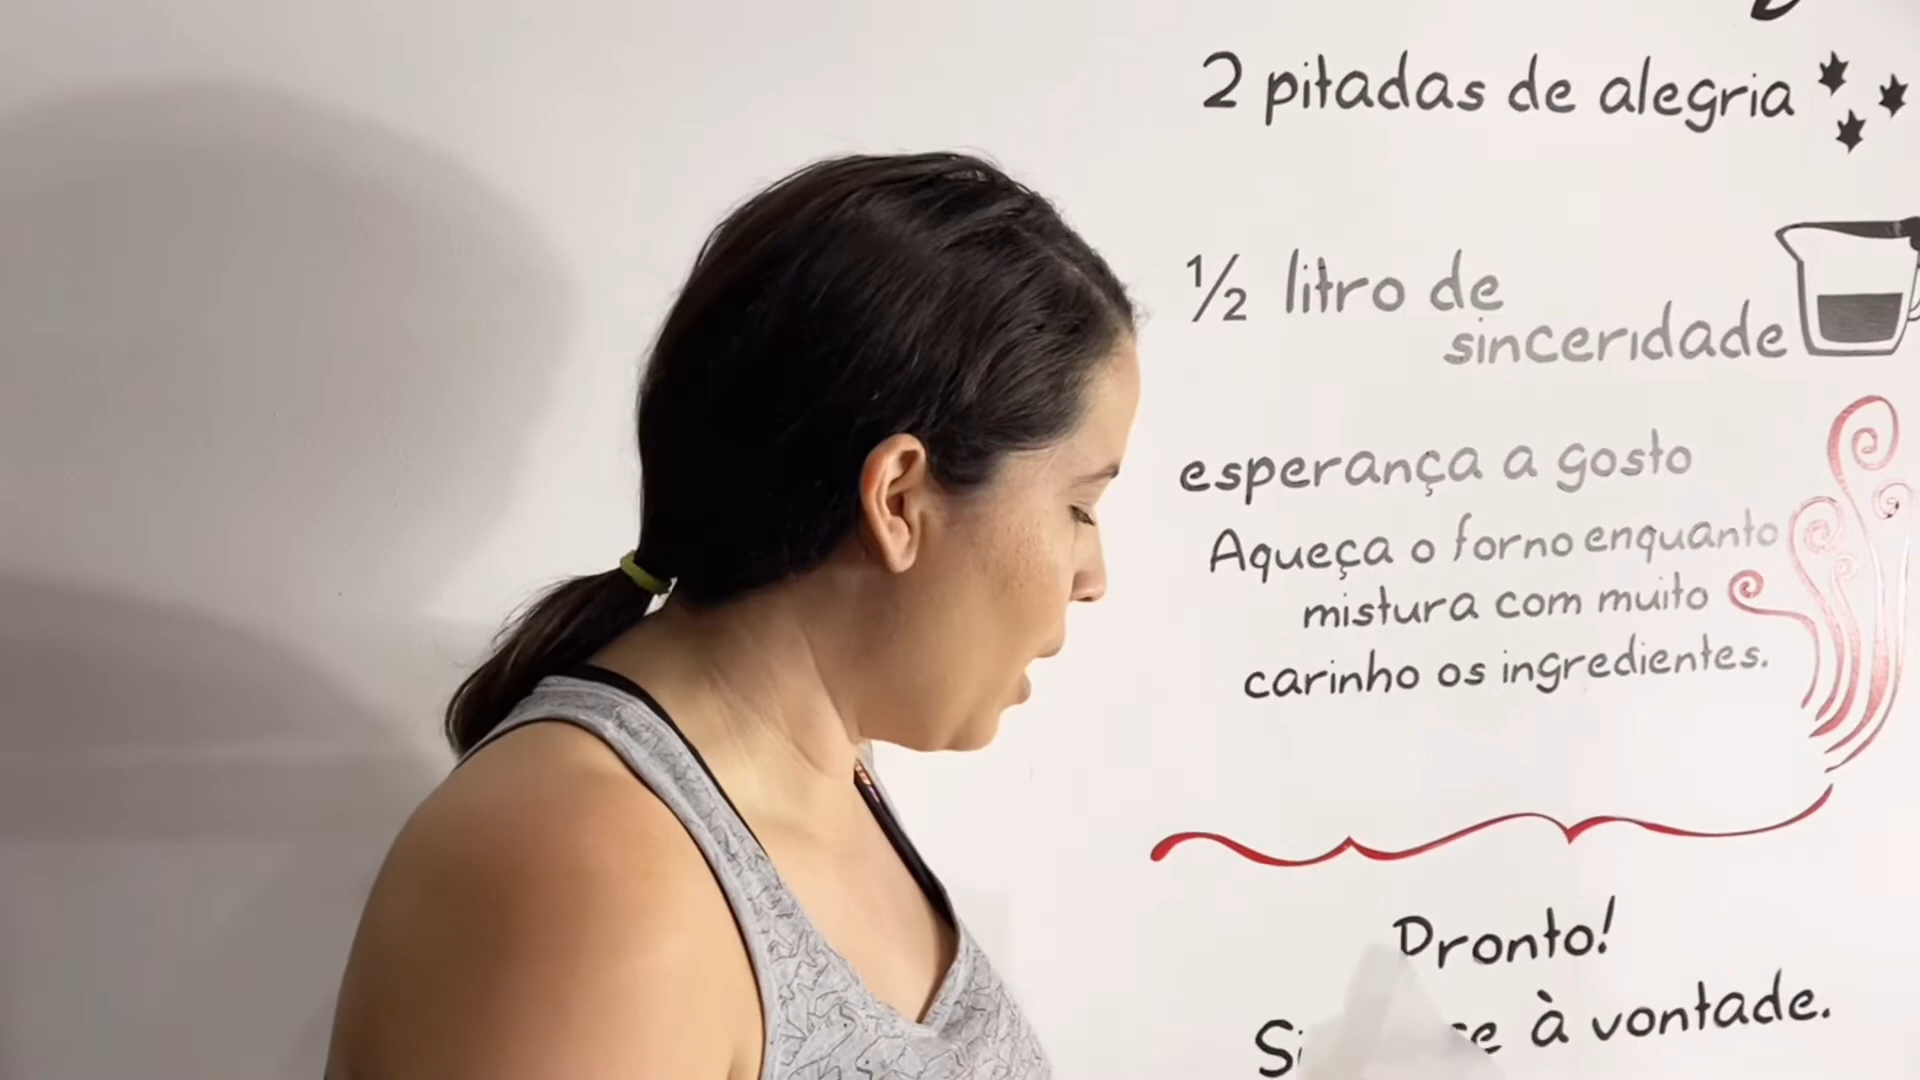 2 pitadas de alegria
½ litro de
sinceridade
esperança a gosto
Aqueça o forno enquanto
mistura com muito
carinho os ingredientes.
Pronto!
à vontade.